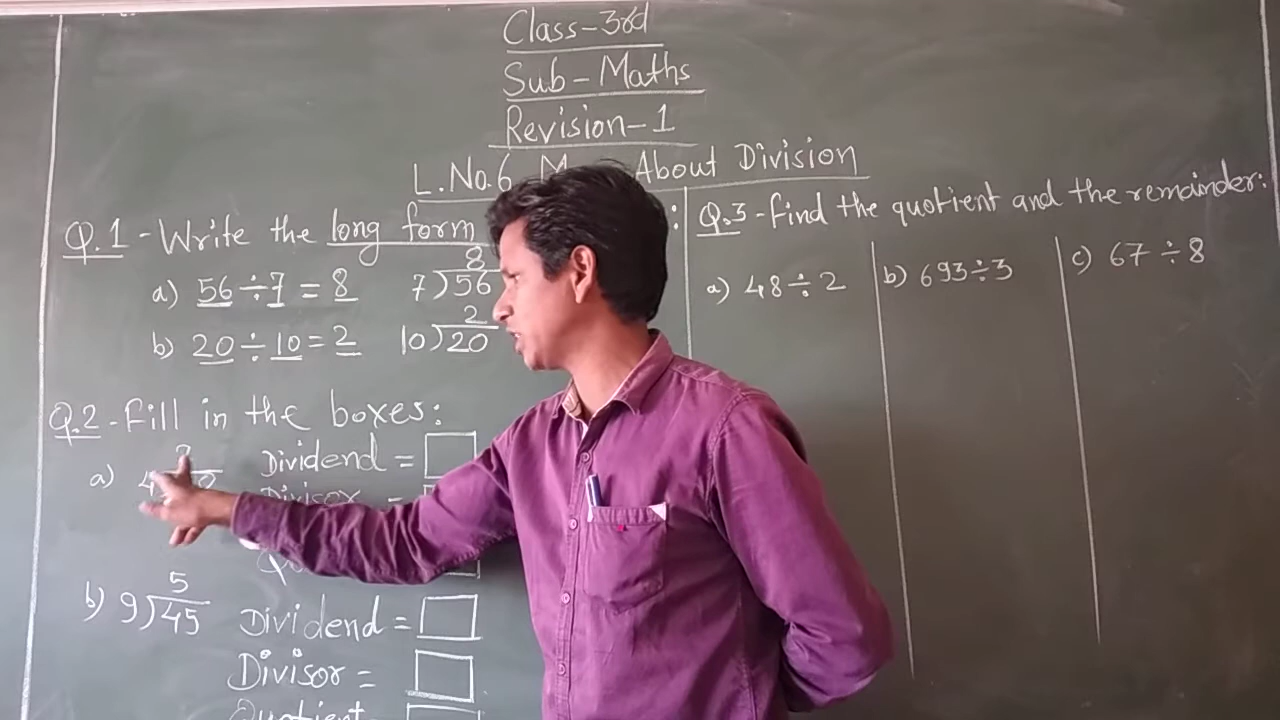 Class-3rd
Sub-Maths
Revision-1
L.No.6 About Division
Q.1-Write the long form :
a) 56÷7=8
8
7)56
b) 20÷10=2
2
10)20
Q.2-Fill in the boxes:
a)
Dividend =
Divisor =
b) 9)45
5
Dividend =
Divisor =
Quotient
Q.3-Find the quotient and the remainder:
a) 48÷2
b) 693÷3
c) 67÷8